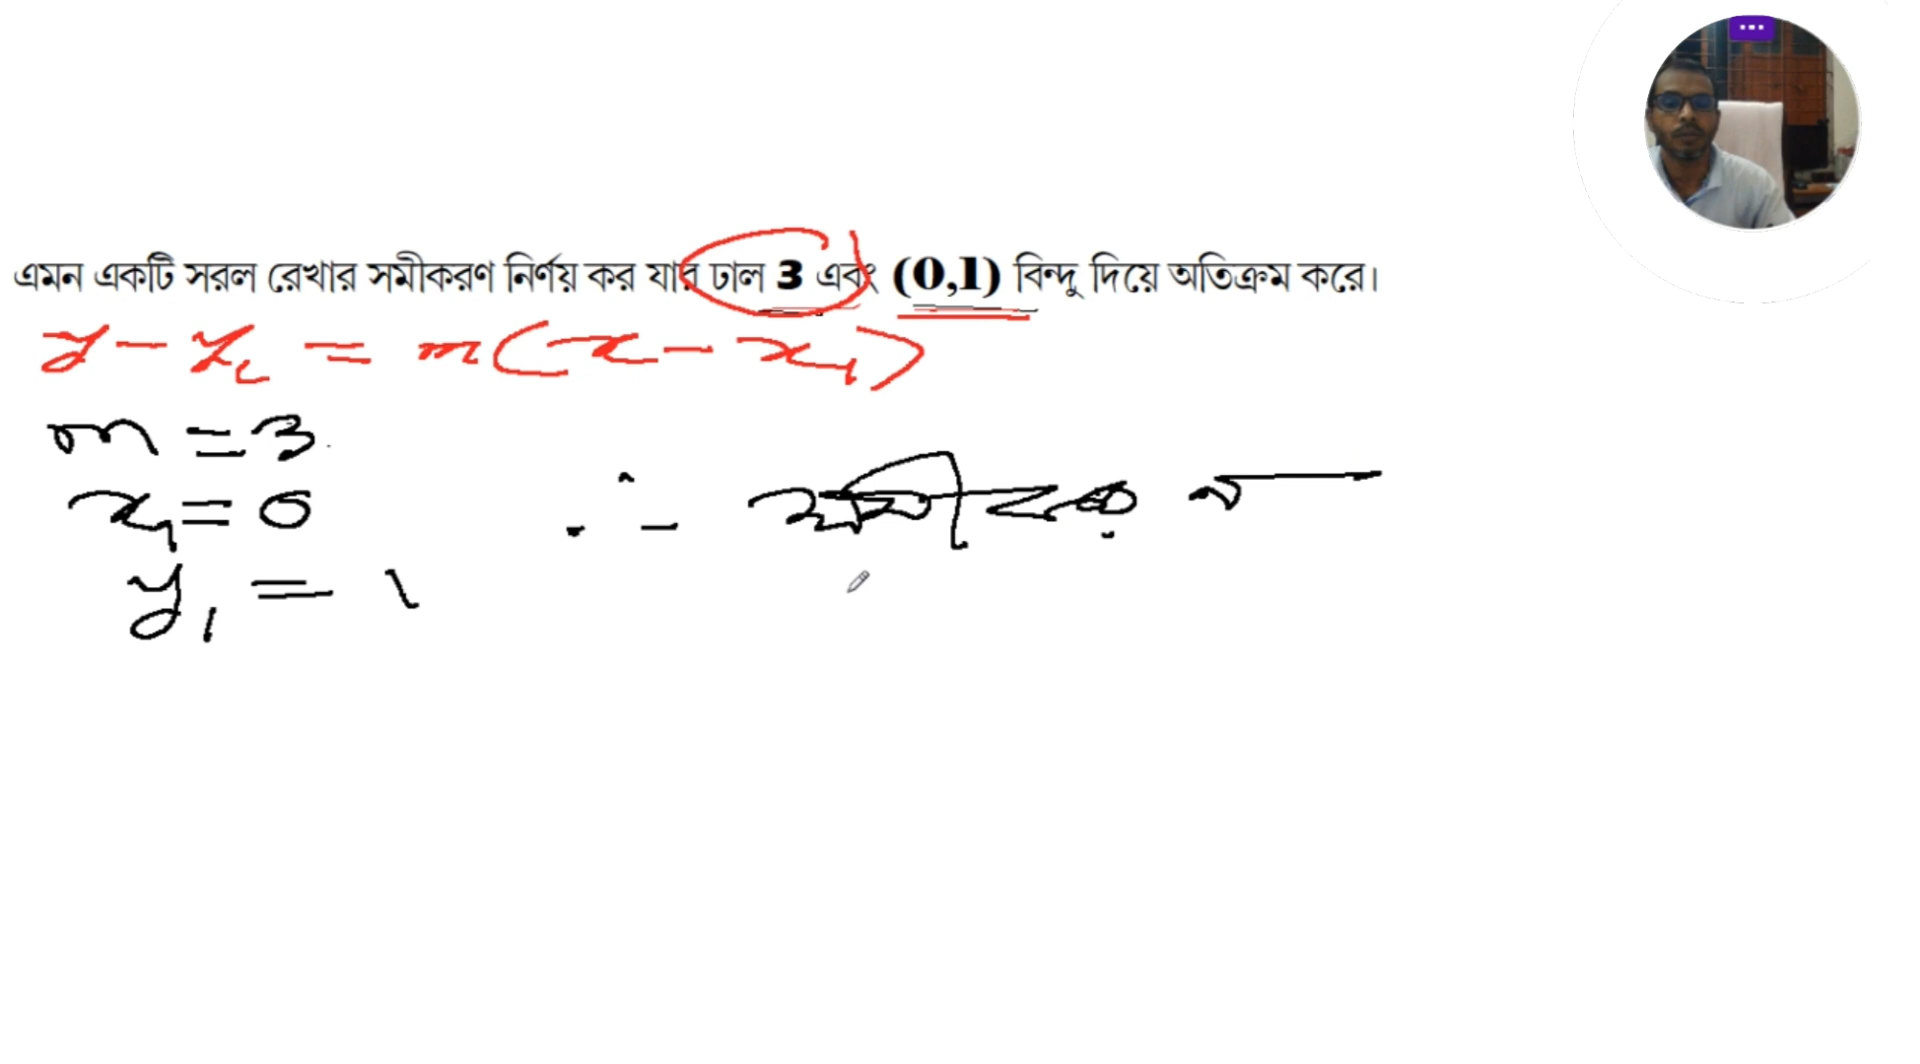 এমন একটি সরল রেখার সমীকরণ নির্ণয় কর যার ঢাল 3 এবং (0,1) বিন্দু দিয়ে অতিক্রম করে।
y - y₁ = m(x - x₁)
m = 3
x₁ = 0 ∴ সমীকরণ
y₁ = 1